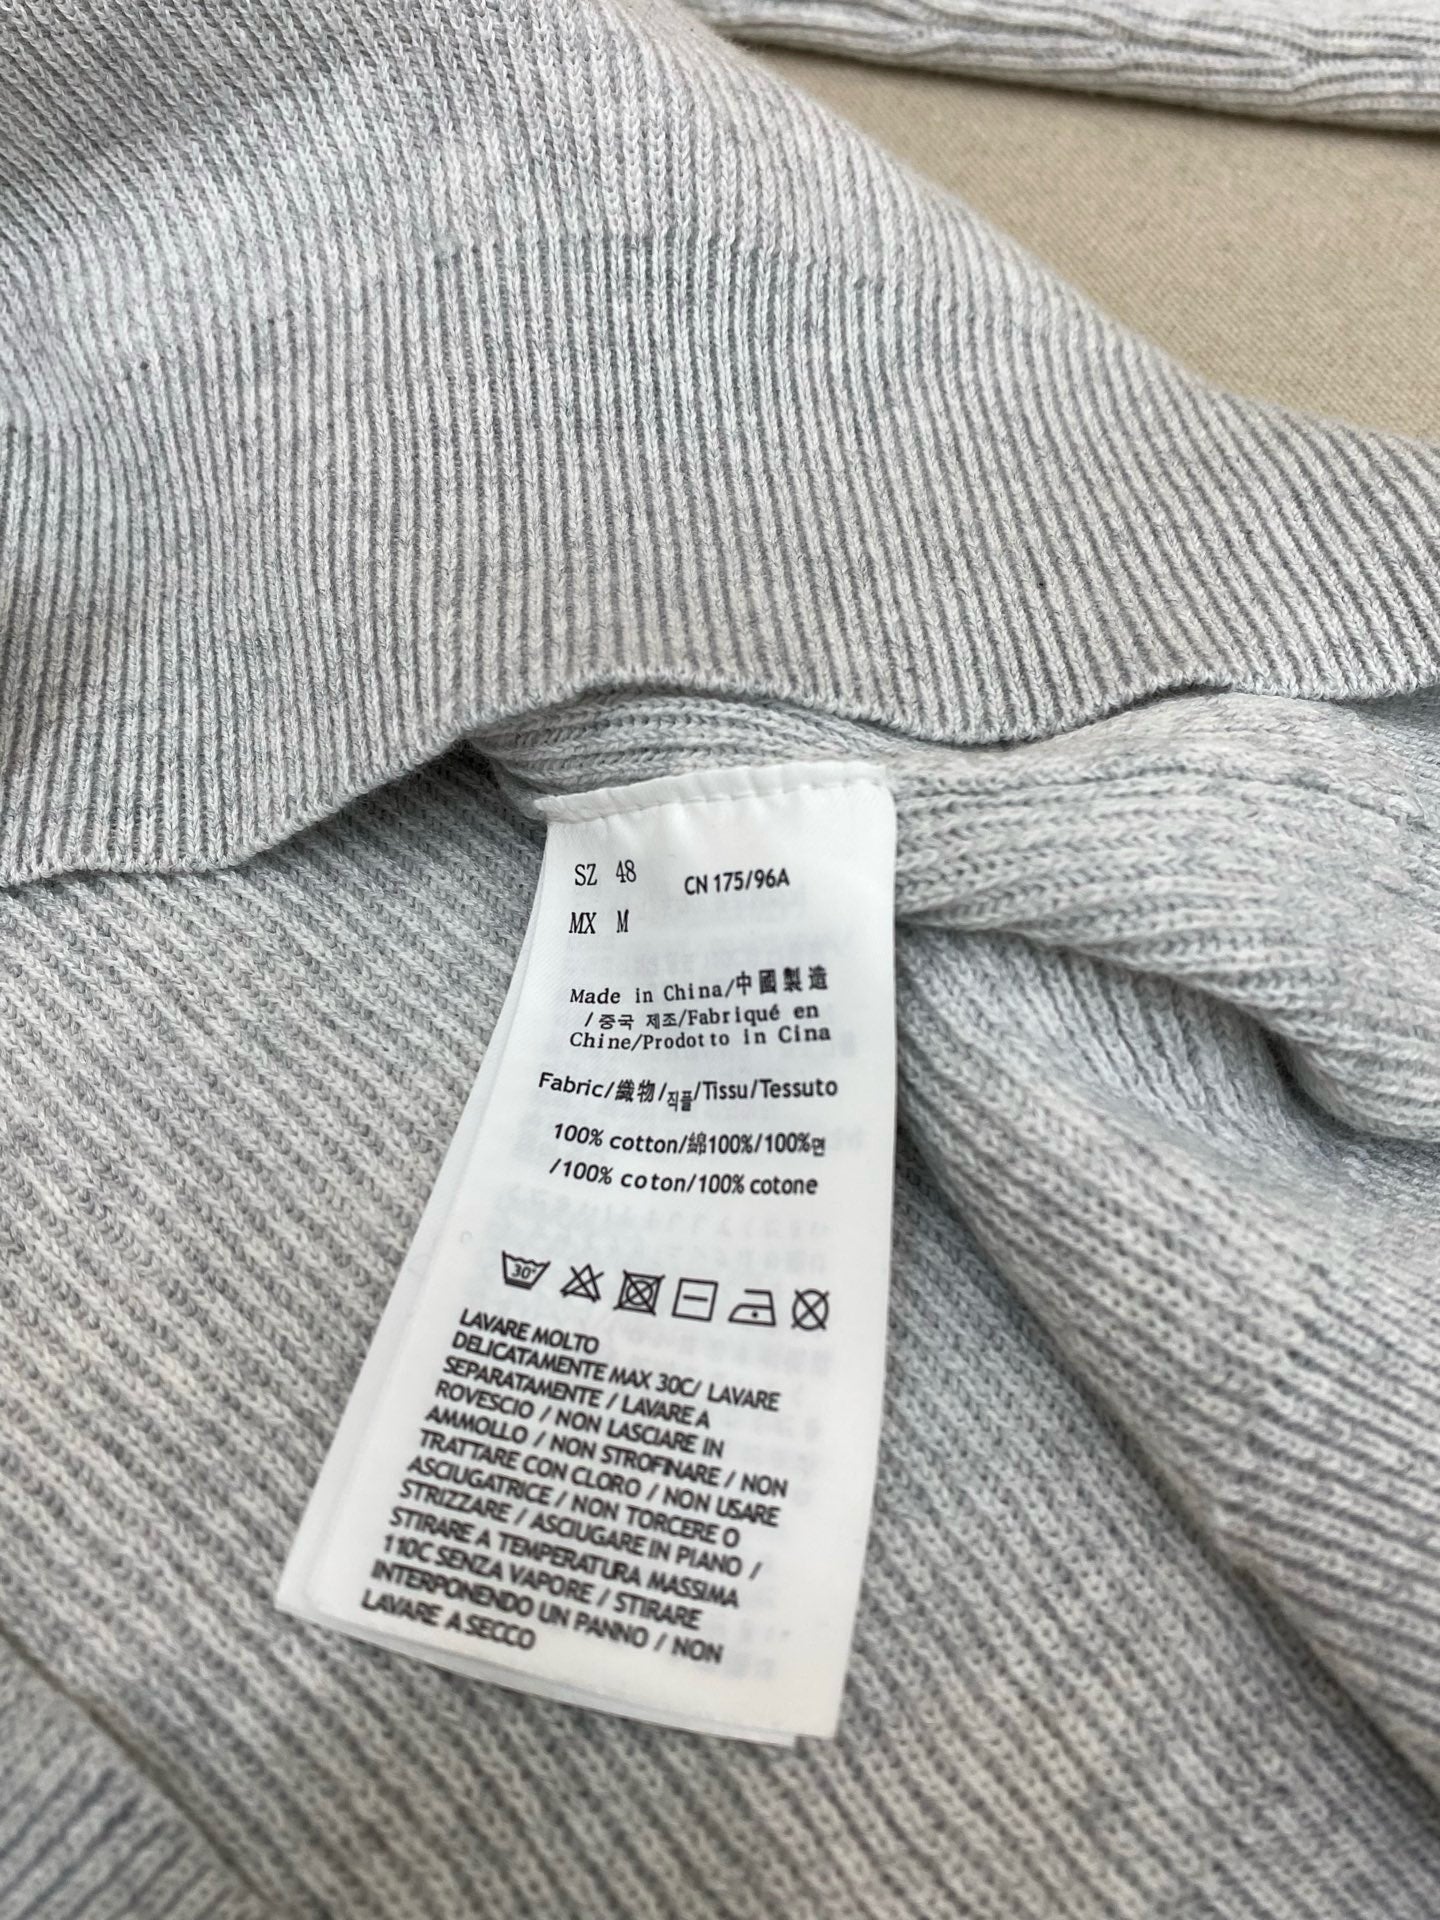 SZ 48 CN 175/96A
MX M
Made in China/中國製造
/중국 제조/Fabriqué en
Chine/Prodotto in Cina
Fabric/織物/직플/Tissu/Tessuto
100% cotton/綿100%/100%면
/100% coton/100% cotone
30°
LAVARE MOLTO
DELICATAMENTE MAX 30C/ LAVARE
SEPARATAMENTE / LAVARE A
ROVESCIO / NON LASCIARE IN
AMMOLLO / NON STROFINARE / NON
TRATTARE CON CLORO / NON USARE
ASCIUGATRICE / NON TORCERE O
STRIZZARE / ASCIUGARE IN PIANO /
STIRARE A TEMPERATURA MASSIMA
110C SENZA VAPORE / STIRARE
INTERPONENDO UN PANNO / NON
LAVARE A SECCO